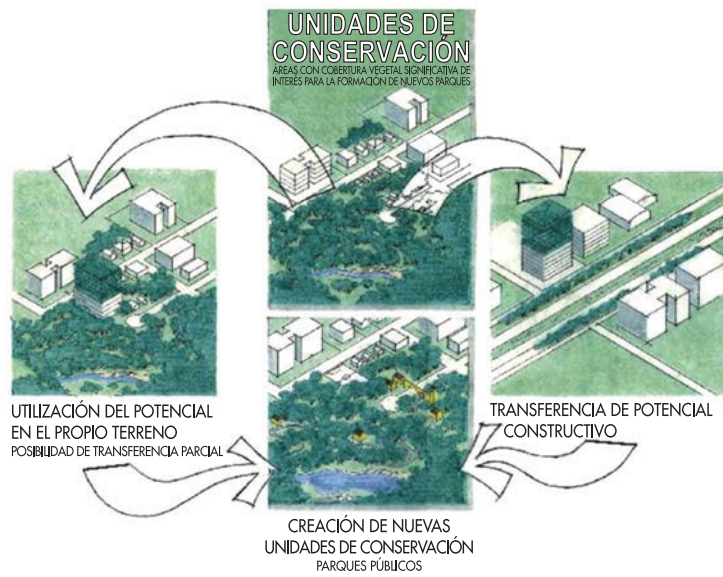 UNIDADES DE
CONSERVACIÓN
ÁREAS CON COBERTURA VEGETAL SIGNIFICATIVA DE
INTERÉS PARA LA FORMACIÓN DE NUEVOS PARQUES
UTILIZACIÓN DEL POTENCIAL
EN EL PROPIO TERRENO
POSIBILIDAD DE TRANSFERENCIA PARCIAL
TRANSFERENCIA DE POTENCIAL
CONSTRUCTIVO
CREACIÓN DE NUEVAS
UNIDADES DE CONSERVACIÓN
PARQUES PÚBLICOS